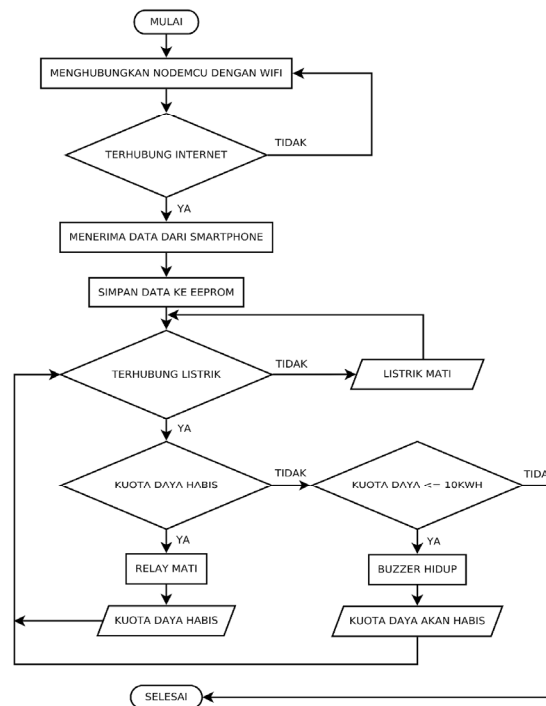 MULAI
MENGHUBUNGKAN NODEMCU DENGAN WIFI
TIDAK
TERHUBUNG INTERNET
YA
MENERIMA DATA DARI SMARTPHONE
SIMPAN DATA KE EEPROM
TIDAK
TERHUBUNG LISTRIK
LISTRIK MATI
YA
TIDAK
TIDA
KUOTA DAYA HABIS
KUOTA DAYA <= 10KWH
YA
YA
RELAY MATI
BUZZER HIDUP
KUOTA DAYA HABIS
KUOTA DAYA AKAN HABIS
SELESAI